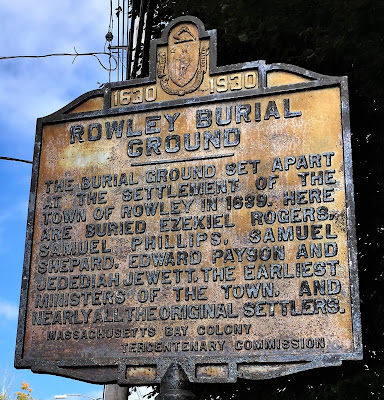 1630 1930
ROWLEY BURIAL
GROUND
THE BURIAL GROUND SET APART
AT THE SETTLEMENT OF THE
TOWN OF ROWLEY IN 1639. HERE
ARE BURIED EZEKIEL ROGERS,
SAMUEL PHILLIPS, SAMUEL
SHEPARD, EDWARD PAYSON AND
JEDEDIAH JEWETT, THE EARLIEST
MINISTERS OF THE TOWN, AND
NEARLY ALL THE ORIGINAL SETTLERS.
MASSACHUSETTS BAY COLONY
TERCENTENARY COMMISSION